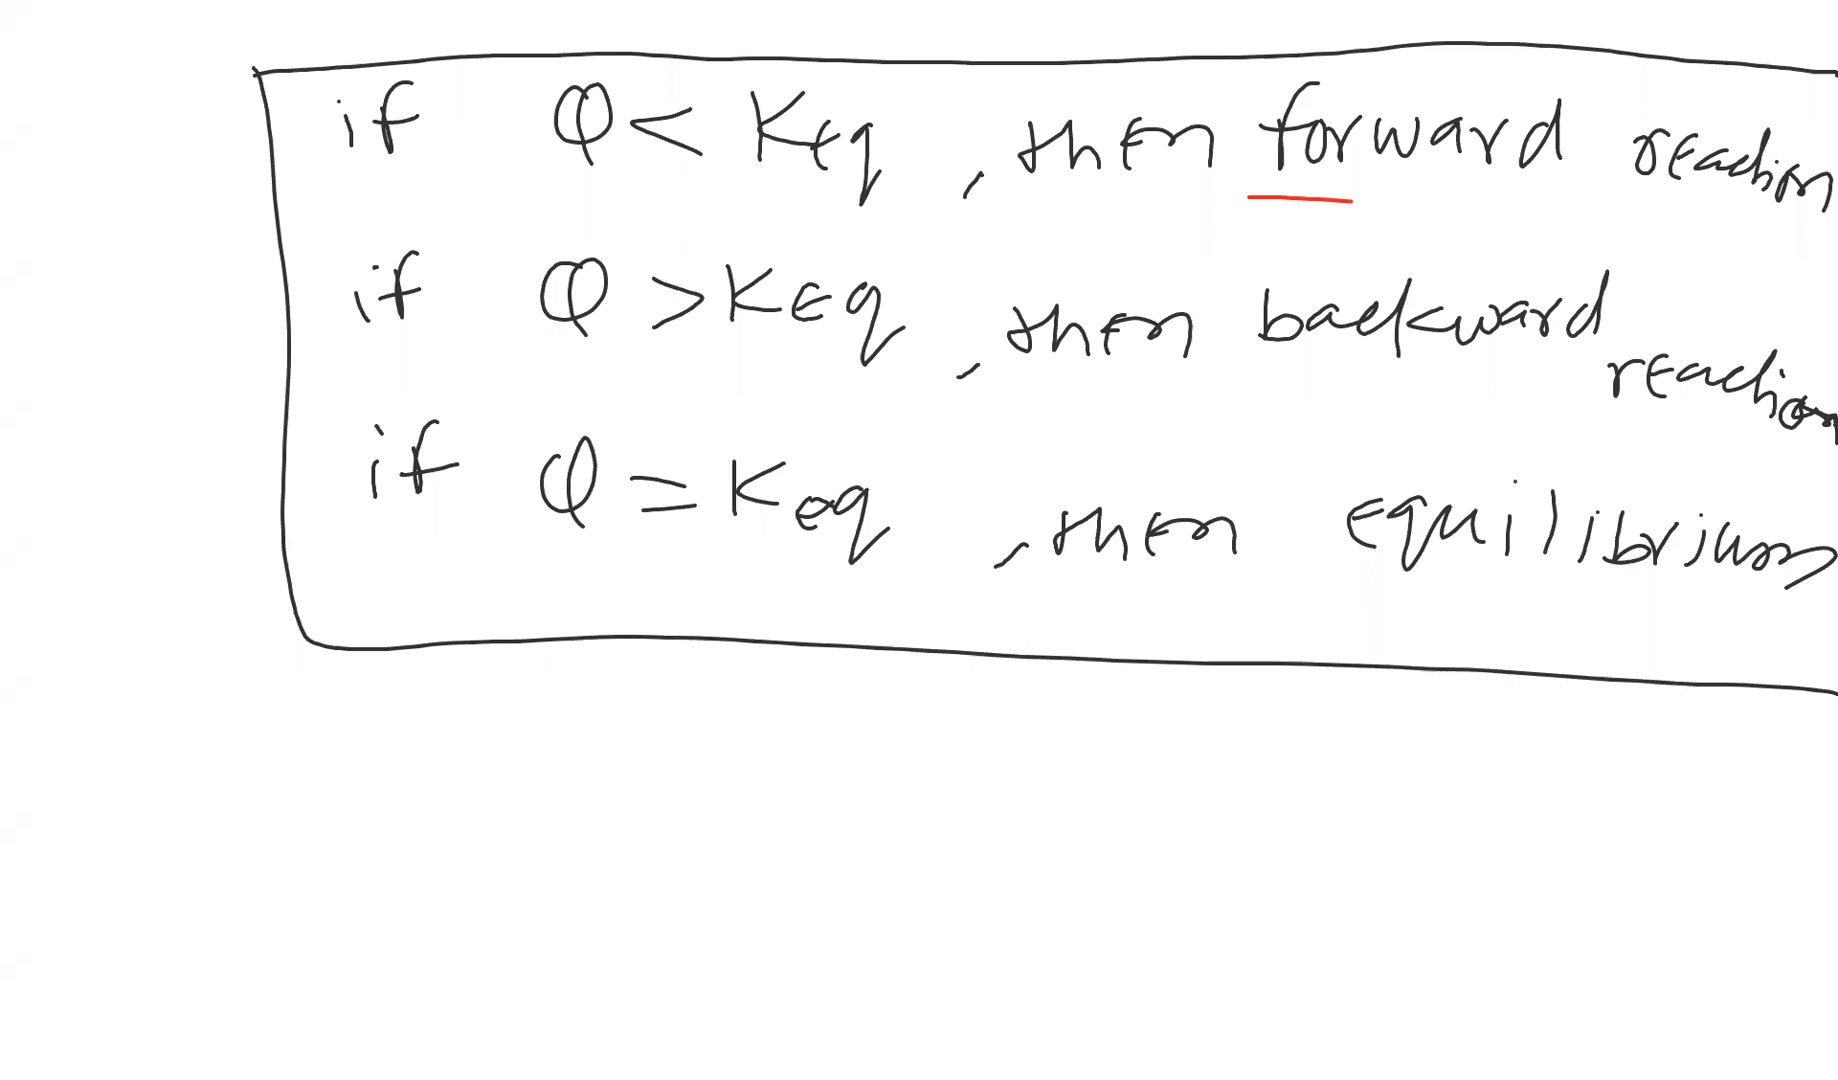 if Q < Keq, then forward reaction
if Q > Keq, then backward reaction
if Q = Keq, then equilibrium